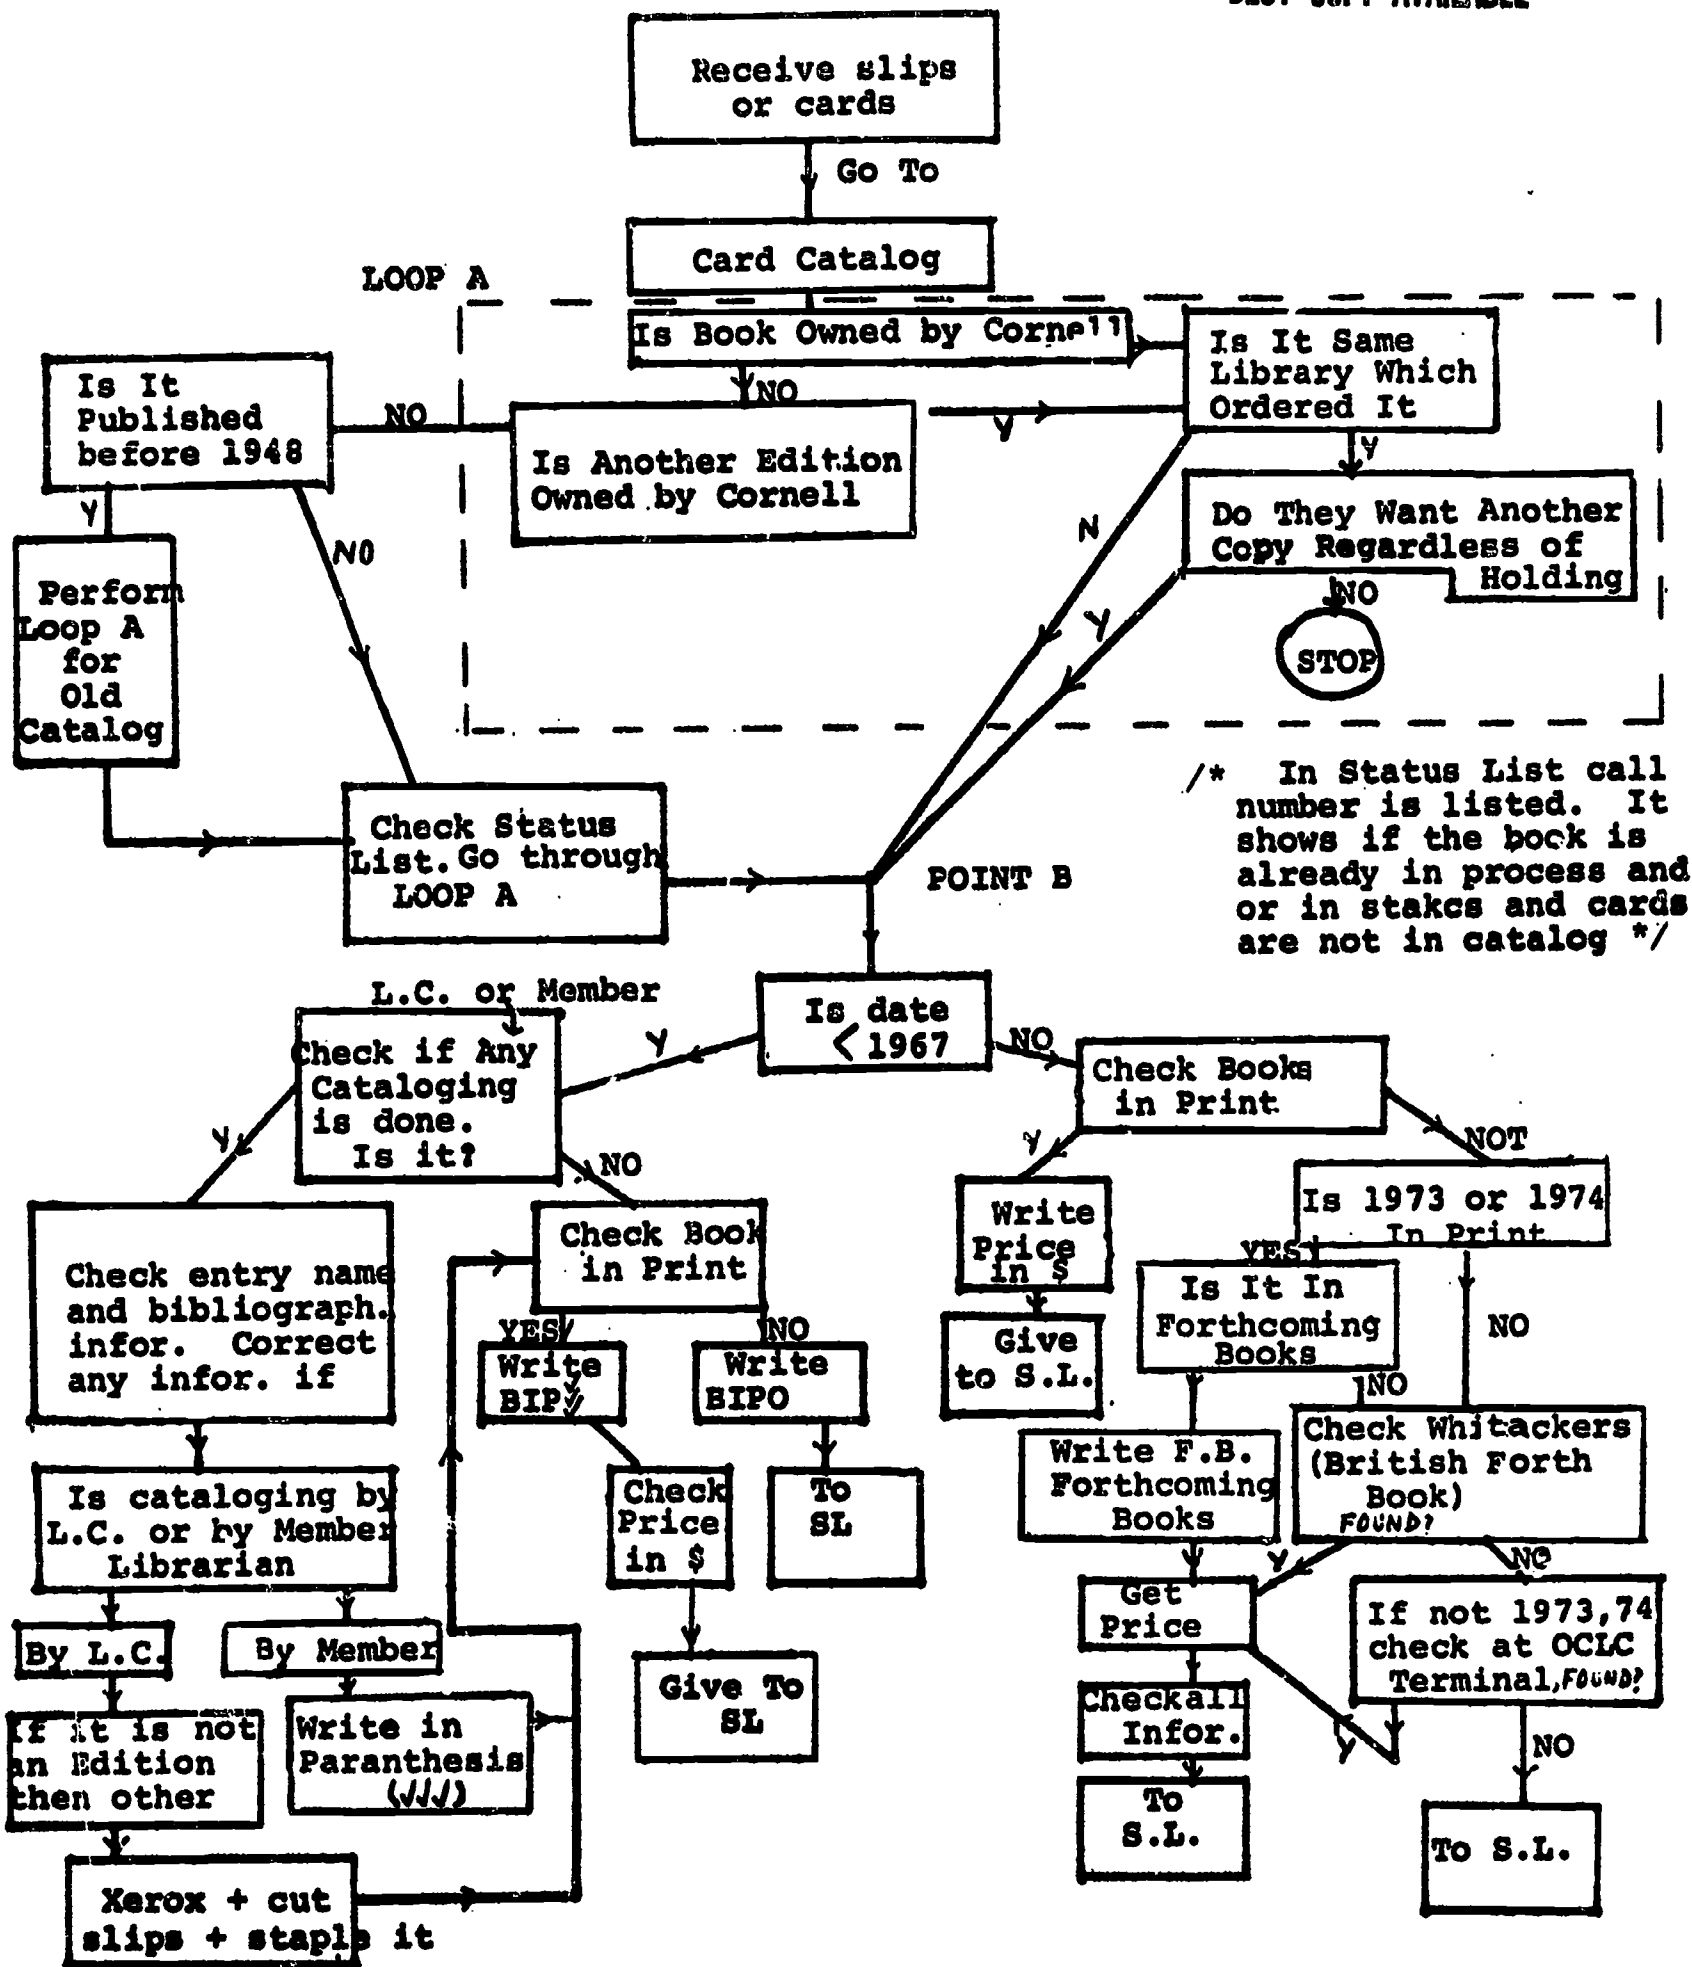 Receive slips
or cards
Go To
Card Catalog
LOOP A
Is Book Owned by Cornell
Is It Same
Library Which
Ordered It
NO
Is It
Published
before 1948
NO
Is Another Edition
Owned by Cornell
Y
Y
Do They Want Another
Copy Regardless of
Holding
N
Y
NO
STOP
Y
NO
Perform
Loop A
for
Old
Catalog
Check Status
List. Go through
LOOP A
POINT B
/* In Status List call
number is listed. It
shows if the book is
already in process and
or in stakcs and cards
are not in catalog */
Is date
< 1967
L.C. or Member
Check if Any
Cataloging
is done.
Is it?
Y
NO
Check Books
in Print
Y
NO
Y
NOT
Check entry name
and bibliograph.
infor. Correct
any infor. if
Check Book
in Print
Write
Price
in $
Is 1973 or 1974
In Print
YES
NO
Is It In
Forthcoming
Books
YES
NO
Write
BIP
Write
BIPO
Give
to S.L.
NO
Is cataloging by
L.C. or by Member
Librarian
Check
Price
in $
To
SL
Write F.B.
Forthcoming
Books
Check Whitackers
(British Forth
Book)
FOUND?
Y
NO
By L.C.
By Member
Give To
SL
Get
Price
If not 1973,74
check at OCLC
Terminal, FOUND?
If it is not
an Edition
then other
Write in
Paranthesis
(√√√)
Checkall
Infor.
Y
NO
Xerox + cut
slips + staple it
To
S.L.
To S.L.